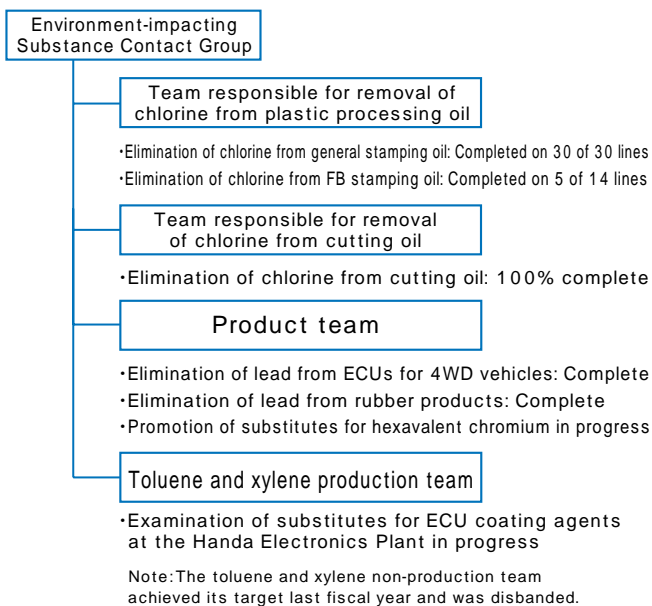 Environment-impacting
Substance Contact Group
Team responsible for removal of
chlorine from plastic processing oil
・Elimination of chlorine from general stamping oil: Completed on 30 of 30 lines
・Elimination of chlorine from FB stamping oil: Completed on 5 of 14 lines
Team responsible for removal
of chlorine from cutting oil
・Elimination of chlorine from cutting oil: 100% complete
Product team
・Elimination of lead from ECUs for 4WD vehicles: Complete
・Elimination of lead from rubber products: Complete
・Promotion of substitutes for hexavalent chromium in progress
Toluene and xylene production team
・Examination of substitutes for ECU coating agents
at the Handa Electronics Plant in progress
Note:The toluene and xylene non-production team
achieved its target last fiscal year and was disbanded.